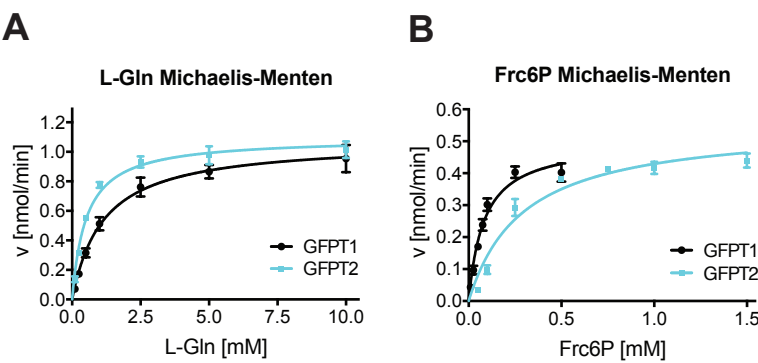 A
L-Gln Michaelis-Menten
v [nmol/min]
1.2
1.0
0.8
0.6
0.4
0.2
0.0
0.0 2.5 5.0 7.5 10.0
L-Gln [mM]
GFPT1
GFPT2
B
Frc6P Michaelis-Menten
v [nmol/min]
0.6
0.5
0.4
0.3
0.2
0.1
0.0
0.0 0.5 1.0 1.5
Frc6P [mM]
GFPT1
GFPT2